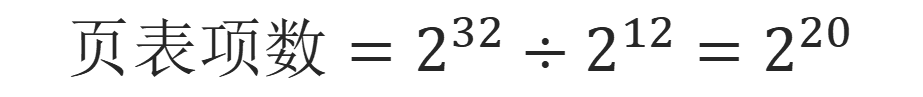 页表项数 = 2³² ÷ 2¹² = 2²⁰